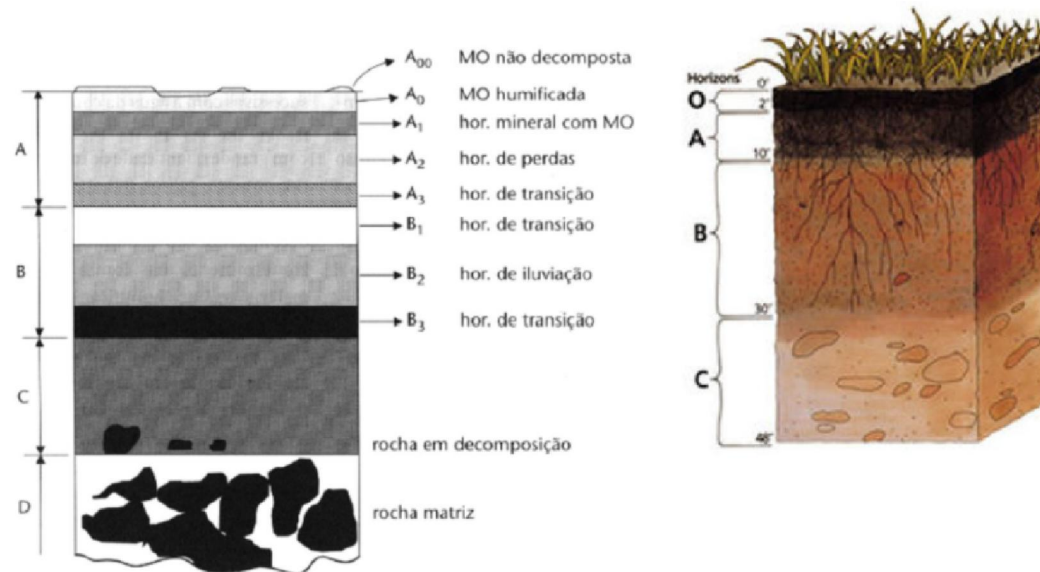 A₀₀ MO não decomposta
A₀ MO humificada
A₁ hor. mineral com MO
A₂ hor. de perdas
A₃ hor. de transição
B₁ hor. de transição
B₂ hor. de iluviação
B₃ hor. de transição
rocha em decomposição
rocha matriz
A
B
C
D
Horizons
0"
O
2"
A
10"
B
30"
C
48"